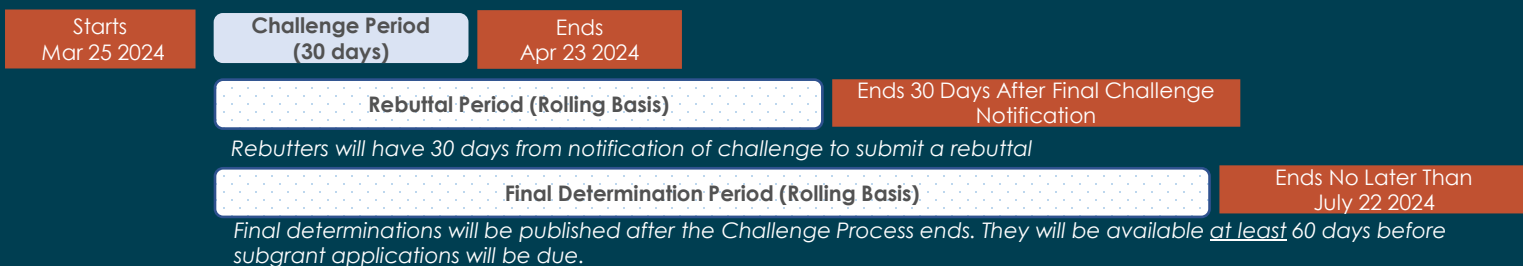 Starts
Mar 25 2024
Challenge Period
(30 days)
Ends
Apr 23 2024
Rebuttal Period (Rolling Basis)
Ends 30 Days After Final Challenge
Notification
Rebutters will have 30 days from notification of challenge to submit a rebuttal
Final Determination Period (Rolling Basis)
Ends No Later Than
July 22 2024
Final determinations will be published after the Challenge Process ends. They will be available at least 60 days before
subgrant applications will be due.